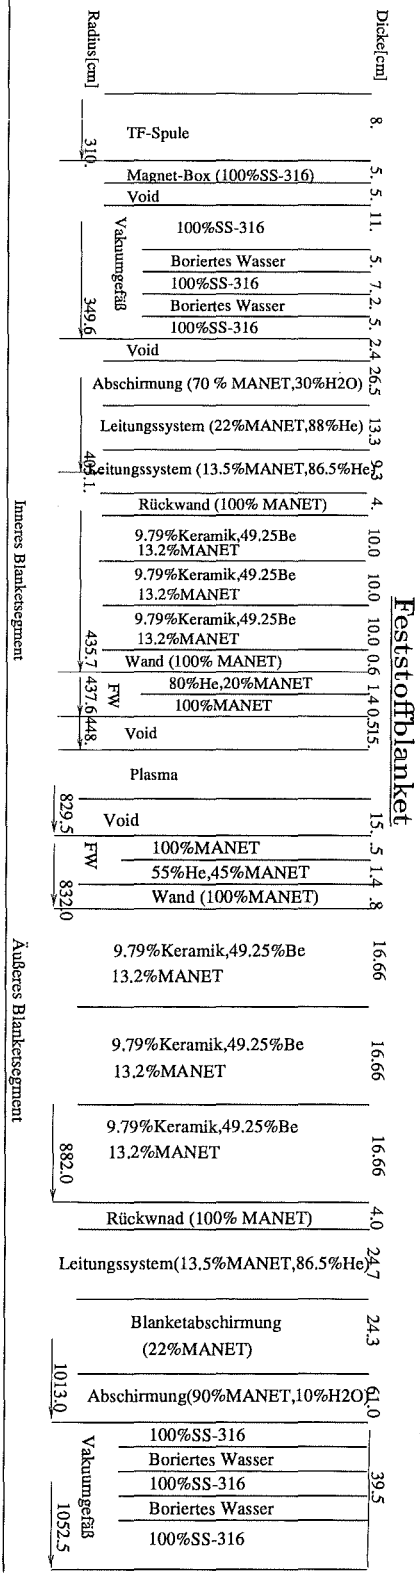 Feststoffblanket
Radius[cm]
Dicke[cm]
8.
TF-Spule
310.
5.
Magnet-Box (100%SS-316)
5.
Void
Vakuumgefäß
11.
100%SS-316
5.
Boriertes Wasser
7.
100%SS-316
2.
Boriertes Wasser
5.
100%SS-316
349.6
2.4
Void
26.5
Abschirmung (70 % MANET,30%H2O)
13.3
Leitungssystem (22%MANET,88%He)
9.3
Leitungssystem (13.5%MANET,86.5%He)
4.
Rückwand (100% MANET)
Inneres Blanketsegment
10.0
9.79%Keramik,49.25Be
13.2%MANET
10.0
9.79%Keramik,49.25Be
13.2%MANET
10.0
9.79%Keramik,49.25Be
13.2%MANET
435.7
0.6
Wand (100% MANET)
FW
1.4
80%He,20%MANET
437.6
0.5
100%MANET
448.
15.
Void
Plasma
829.5
15.
Void
FW
.5
100%MANET
1.4
55%He,45%MANET
832.0
.8
Wand (100%MANET)
Äußeres Blanketsegment
16.66
9.79%Keramik,49.25%Be
13.2%MANET
16.66
9.79%Keramik,49.25%Be
13.2%MANET
16.66
9.79%Keramik,49.25%Be
13.2%MANET
882.0
4.0
Rückwnad (100% MANET)
24.7
Leitungssystem(13.5%MANET,86.5%He)
24.3
Blanketabschirmung
(22%MANET)
1013.0
61.0
Abschirmung(90%MANET,10%H2O)
Vakuumgefäß
39.5
100%SS-316
Boriertes Wasser
100%SS-316
Boriertes Wasser
100%SS-316
1052.5